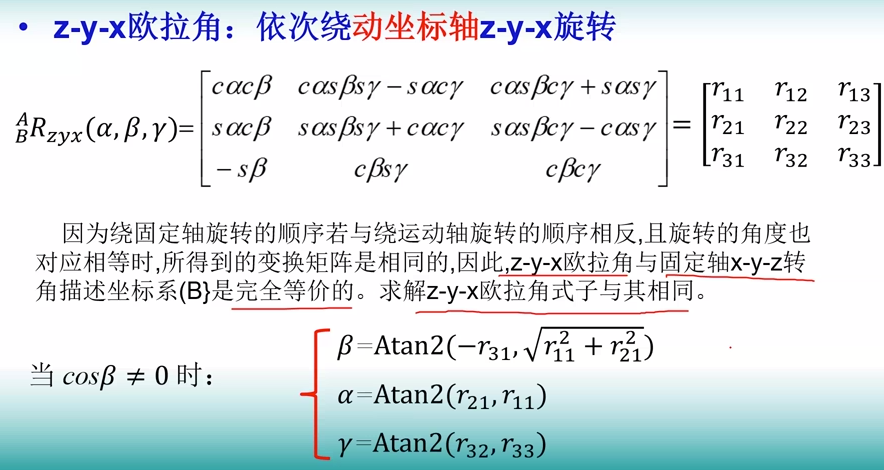 • z-y-x欧拉角：依次绕动坐标轴z-y-x旋转
$^A_B R_{zyx}(\alpha,\beta,\gamma)=\begin{bmatrix} c\alpha c\beta & c\alpha s\beta s\gamma - s\alpha c\gamma & c\alpha s\beta c\gamma + s\alpha s\gamma \\ s\alpha c\beta & s\alpha s\beta s\gamma + c\alpha c\gamma & s\alpha s\beta c\gamma - c\alpha s\gamma \\ -s\beta & c\beta s\gamma & c\beta c\gamma \end{bmatrix}=\begin{bmatrix} r_{11} & r_{12} & r_{13} \\ r_{21} & r_{22} & r_{23} \\ r_{31} & r_{32} & r_{33} \end{bmatrix}$
因为绕固定轴旋转的顺序若与绕运动轴旋转的顺序相反,且旋转的角度也
对应相等时,所得到的变换矩阵是相同的,因此,z-y-x欧拉角与固定轴x-y-z转
角描述坐标系(B}是完全等价的。求解z-y-x欧拉角式子与其相同。
当 cosβ ≠ 0 时：
$\beta=\text{Atan2}(-r_{31},\sqrt{r_{11}^2+r_{21}^2})$
$\alpha=\text{Atan2}(r_{21},r_{11})$
$\gamma=\text{Atan2}(r_{32},r_{33})$